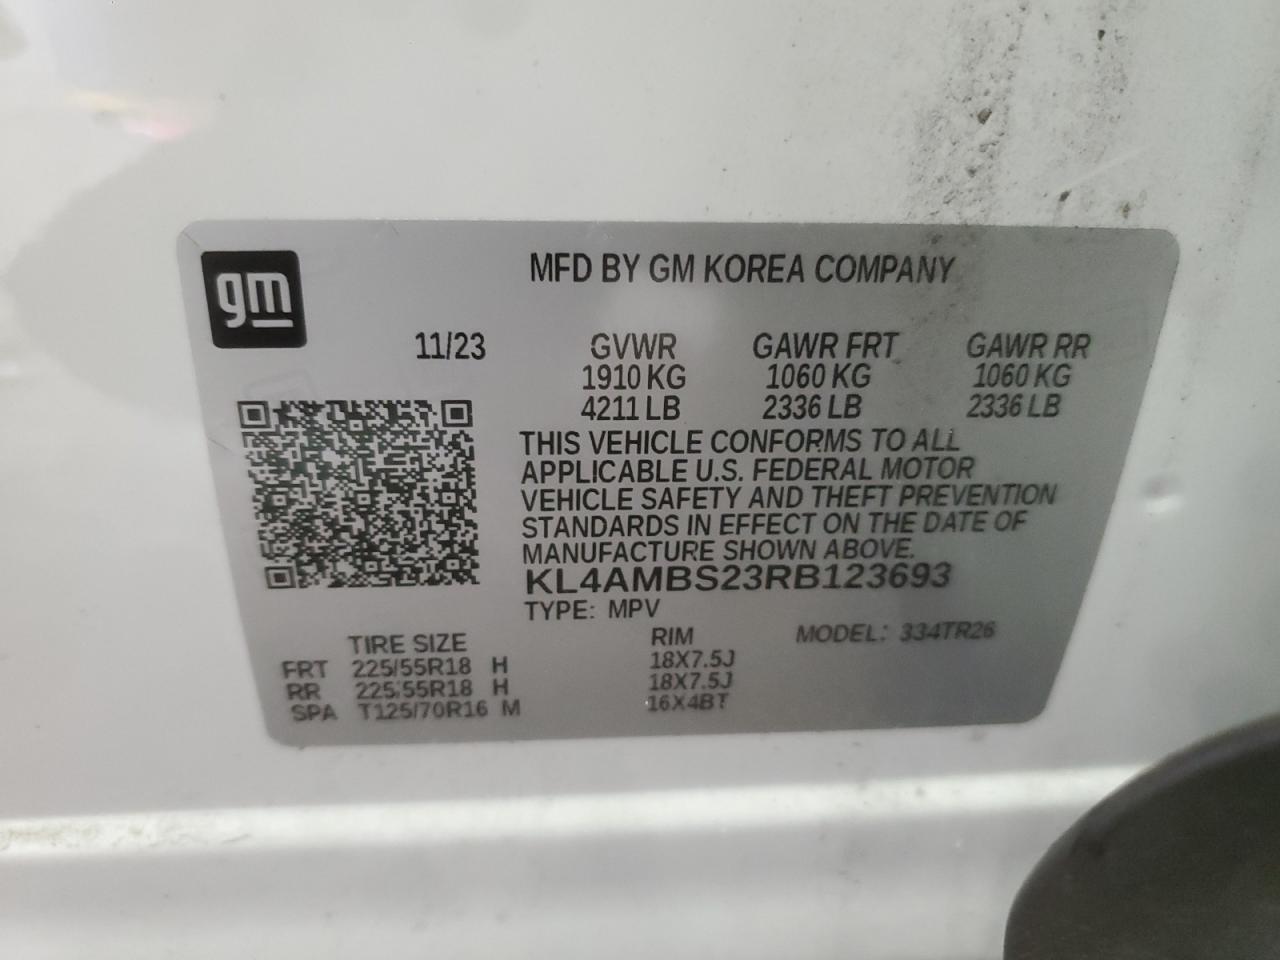 gm
MFD BY GM KOREA COMPANY
11/23 GVWR GAWR FRT GAWR RR
1910 KG 1060 KG 1060 KG
4211 LB 2336 LB 2336 LB
THIS VEHICLE CONFORMS TO ALL
APPLICABLE U.S. FEDERAL MOTOR
VEHICLE SAFETY AND THEFT PREVENTION
STANDARDS IN EFFECT ON THE DATE OF
MANUFACTURE SHOWN ABOVE.
KL4AMBS23RB123693
TYPE: MPV
TIRE SIZE RIM MODEL: 334TR26
FRT 225/55R18 H 18X7.5J
RR 225/55R18 H 18X7.5J
SPA T125/70R16 M 16X4BT